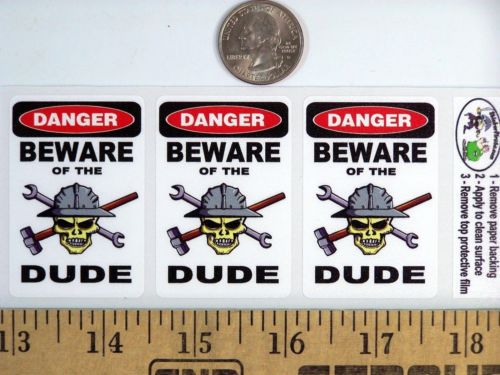 LIBERTY
DANGER
BEWARE
OF THE
DUDE
DANGER
BEWARE
OF THE
DUDE
DANGER
BEWARE
OF THE
DUDE
1 - Remove paper backing
2 - Apply to clean surface
3 - Remove top protective film
13 14 15 16 17 18